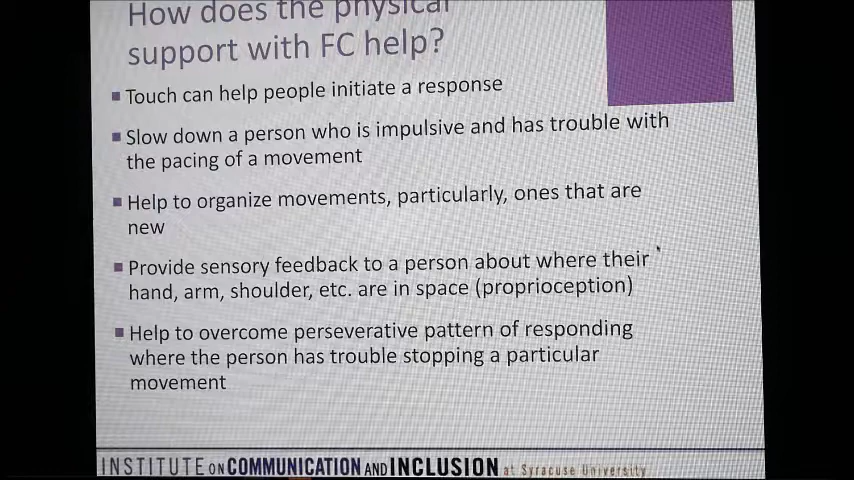 How does the physical
support with FC help?
Touch can help people initiate a response
Slow down a person who is impulsive and has trouble with
the pacing of a movement
Help to organize movements, particularly, ones that are
new
Provide sensory feedback to a person about where their
hand, arm, shoulder, etc. are in space (proprioception)
Help to overcome perseverative pattern of responding
where the person has trouble stopping a particular
movement
INSTITUTE ON COMMUNICATION AND INCLUSION at Syracuse University